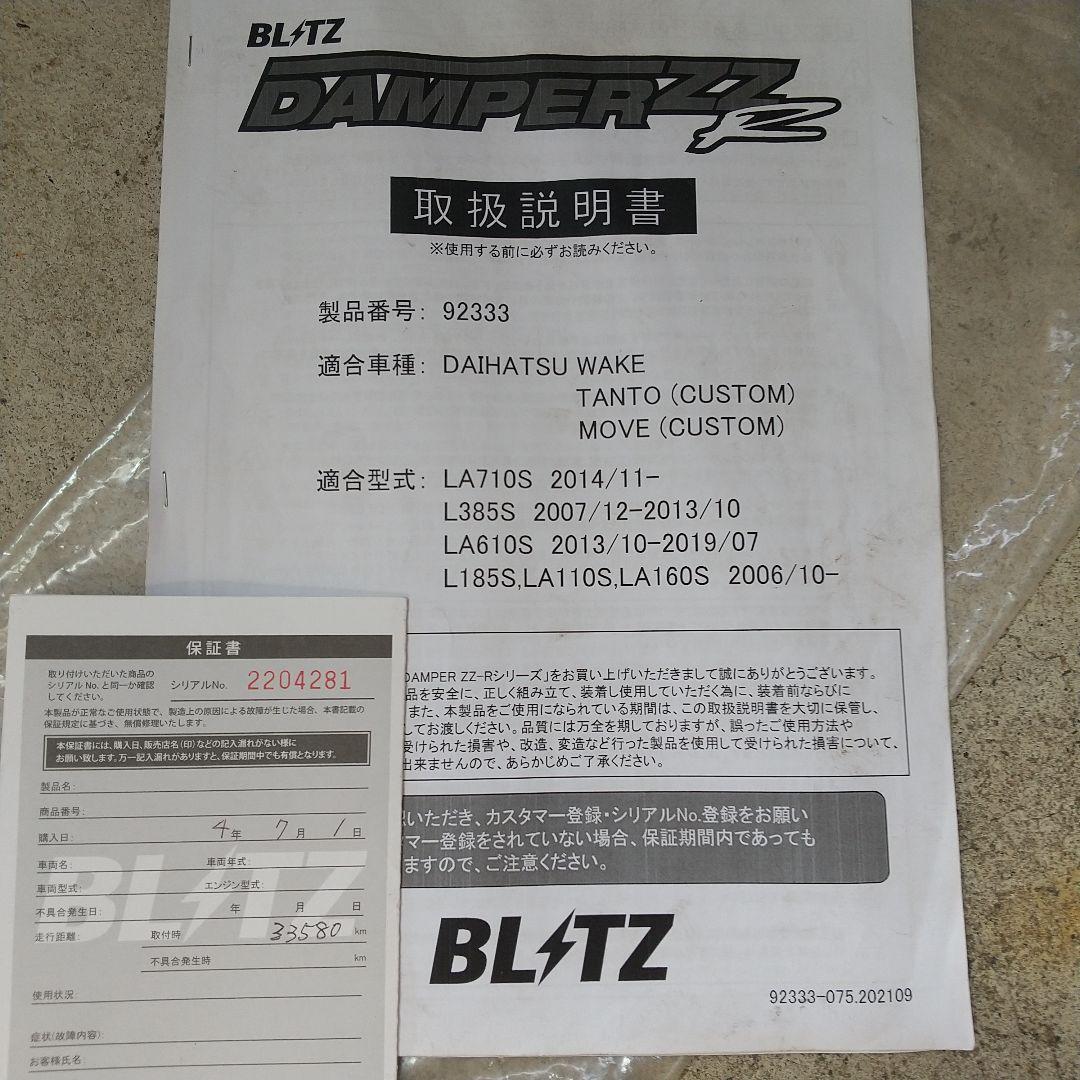 BLITZ
DAMPER ZZ R
取扱説明書
※使用する前に必ずお読みください。
製品番号: 92333
適合車種: DAIHATSU WAKE
TANTO (CUSTOM)
MOVE (CUSTOM)
適合型式: LA710S 2014/11-
L385S 2007/12-2013/10
LA610S 2013/10-2019/07
L185S,LA110S,LA160S 2006/10-
DAMPER ZZ-Rシリーズ」をお買い上げいただきまして誠にありがとうございます。
品を安全に、正しく組み立て、装着し使用していただく為に、装着前ならびに
また、本製品をご使用になられている期間は、この取扱説明書を大切に保管し、
してお渡しください。品質には万全を期しておりますが、誤ったご使用方法や
受けられた損害や、改造、変造など行った製品を使用して受けられた損害について、
出来ませんので、あらかじめご了承ください。
いただき、カスタマー登録・シリアルNo.登録をお願い
マー登録をされていない場合、保証期間内であっても
ますので、ご注意ください。
BLITZ
92333-075.202109
保証書
取り付けいただいた商品の
シリアルNo.と同一か確認
してください。
シリアルNo. 2204281
本製品が正常なご使用状態で、製造上の原因による故障が生じた場合、本書記載の
保証規定に基づき、無償修理いたします。
本保証書には、購入日、販売店名(印)などの記入漏れがない様に
お願い致します。万一記入漏れがありますと、保証期間中でも有償となります。
製品名:
商品番号:
購入日: 4年 7月 1日
車両名: 車両年式:
車両型式: エンジン型式:
不具合発生日: 年 月 日
走行距離: 取付時 33580 km
不具合発生時 km
使用状況:
症状(故障内容):
お客様氏名:
BLITZ